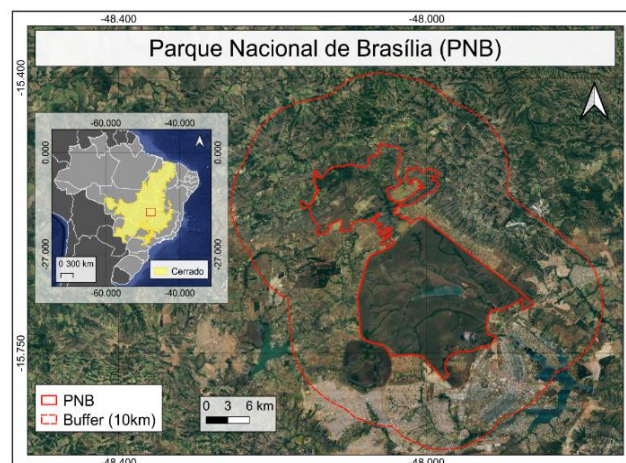 -48.400 -48.000
Parque Nacional de Brasília (PNB)
-15.400
-60.000 -40.000
0.000 0.000
-27.000 -27.000
0 300 km
Cerrado
-60.000 -40.000
-15.750
PNB
Buffer (10km)
0 3 6 km
-48.400 -48.000